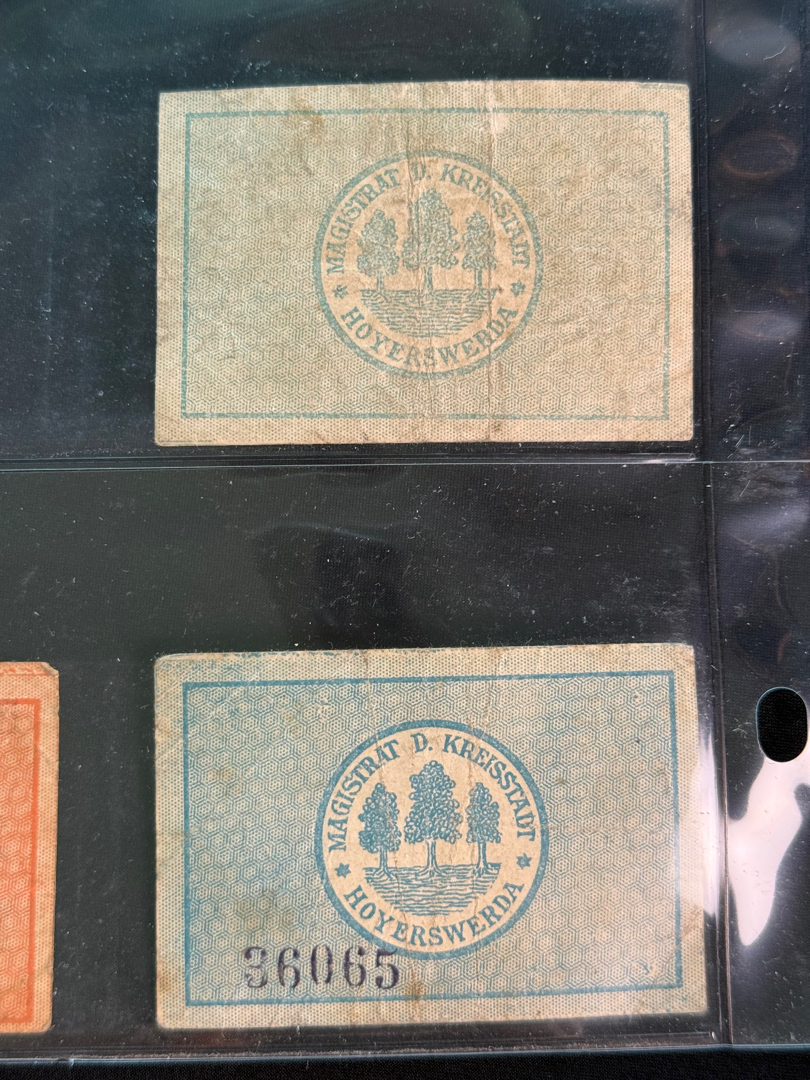 MAGISTRAT D. KREISSTADT
HOYERSWERDA
MAGISTRAT D. KREISSTADT
HOYERSWERDA
36065